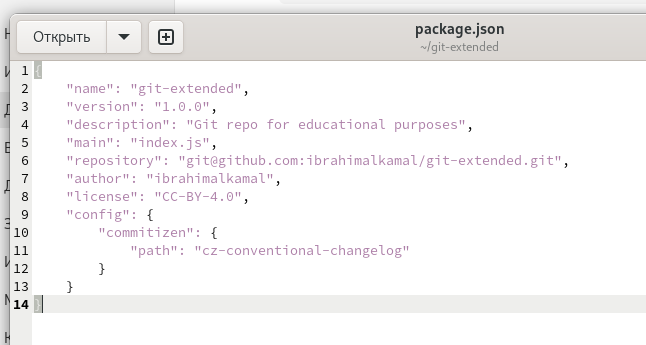 Открыть
package.json
~/git-extended
1 {
2 "name": "git-extended",
3 "version": "1.0.0",
4 "description": "Git repo for educational purposes",
5 "main": "index.js",
6 "repository": "git@github.com:ibrahimalkamal/git-extended.git",
7 "author": "ibrahimalkamal",
8 "license": "CC-BY-4.0",
9 "config": {
10 "commitizen": {
11 "path": "cz-conventional-changelog"
12 }
13 }
14 }